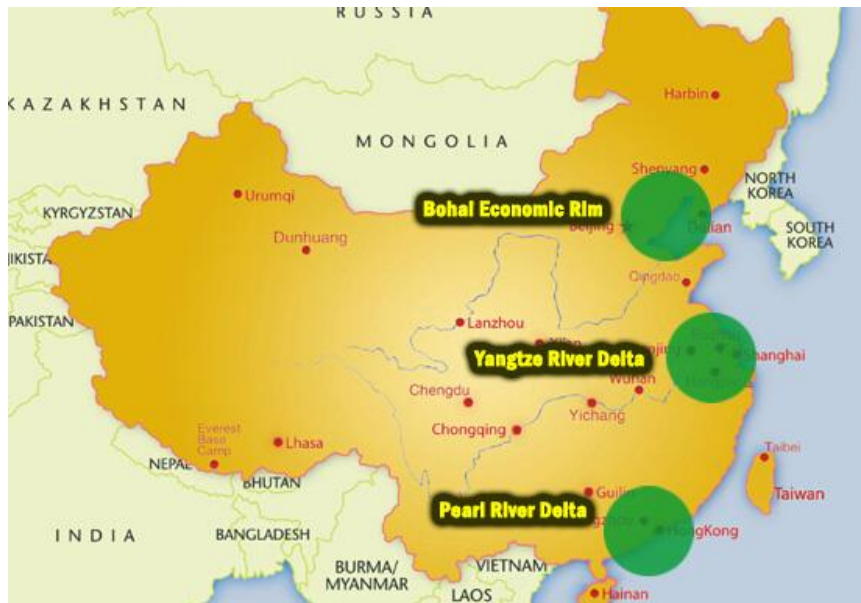 RUSSIA
KAZAKHSTAN
MONGOLIA
Harbin
Shenyang
NORTH
KOREA
SOUTH
KOREA
KYRGYZSTAN
Urumqi
Dunhuang
Bohai Economic Rim
Beijing
Dalian
JIKISTA
PAKISTAN
Qingdao
Lanzhou
Yangtze River Delta
Shanghai
Chengdu
Wuhan
Yichang
Chongqing
Everest
Base
Camp
Lhasa
NEPAL
BHUTAN
Taibei
Taiwan
Guilin
Pearl River Delta
HongKong
INDIA
BANGLADESH
BURMA/
MYANMAR
VIETNAM
LAOS
Hainan